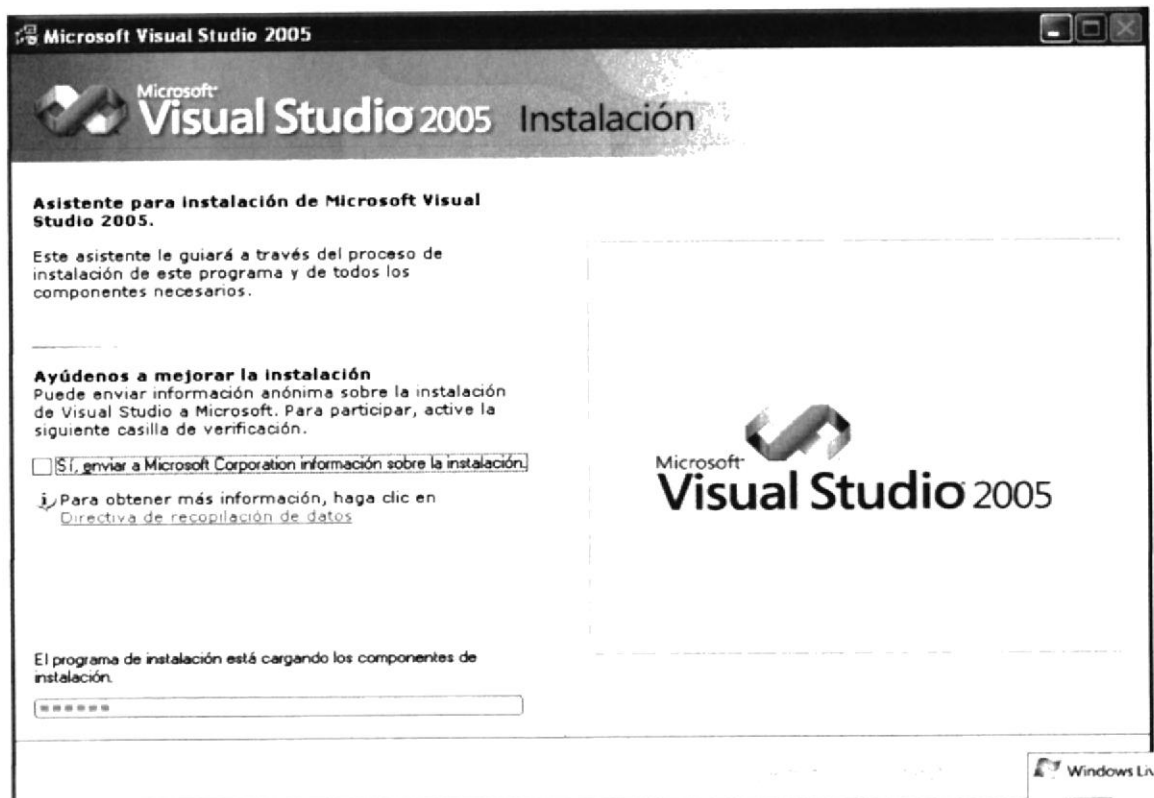 Microsoft Visual Studio 2005
Microsoft
Visual Studio 2005 Instalación
Asistente para instalación de Microsoft Visual
Studio 2005.
Este asistente le guiará a través del proceso de
instalación de este programa y de todos los
componentes necesarios.
Ayúdenos a mejorar la instalación
Puede enviar información anónima sobre la instalación
de Visual Studio a Microsoft. Para participar, active la
siguiente casilla de verificación.
Sí, enviar a Microsoft Corporation información sobre la instalación.
Para obtener más información, haga clic en
Directiva de recopilación de datos
El programa de instalación está cargando los componentes de
instalación.
Microsoft
Visual Studio 2005
Windows